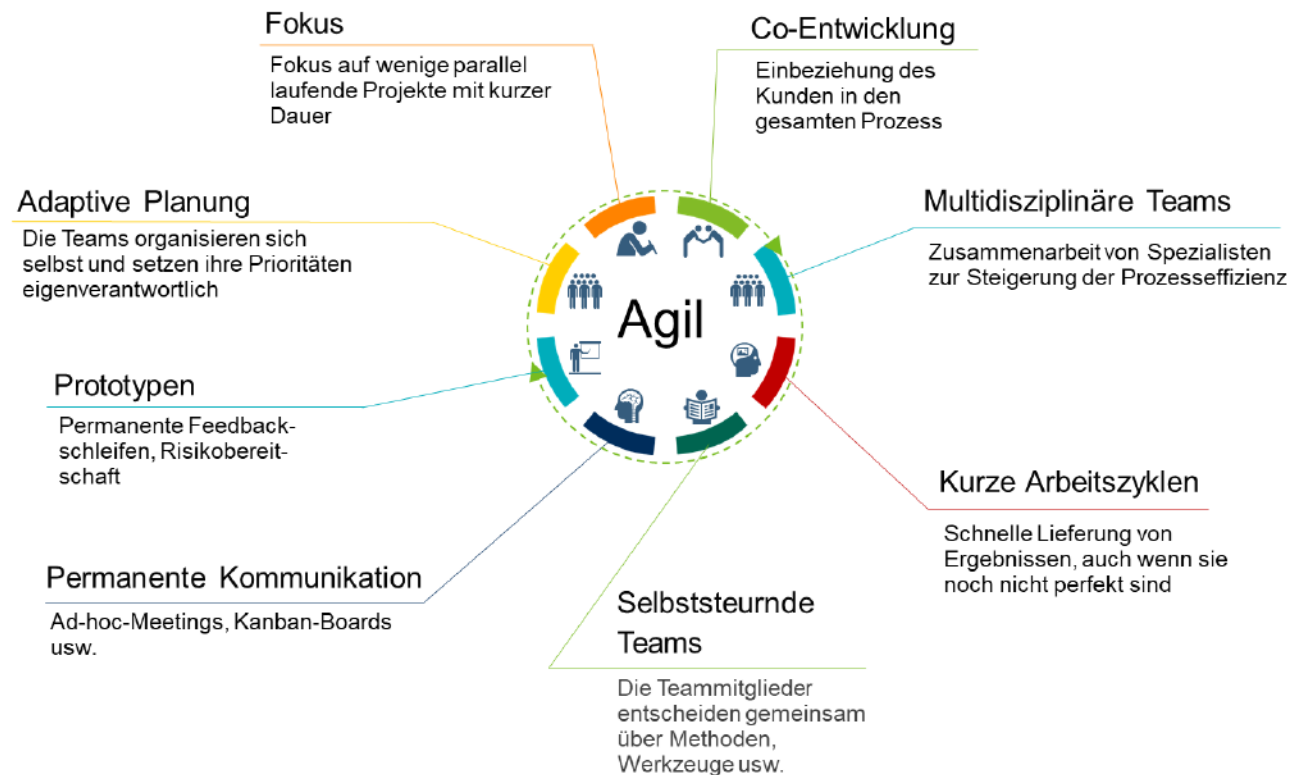 Fokus
Fokus auf wenige parallel
laufende Projekte mit kurzer
Dauer
Co-Entwicklung
Einbeziehung des
Kunden in den
gesamten Prozess
Adaptive Planung
Die Teams organisieren sich
selbst und setzen ihre Prioritäten
eigenverantwortlich
Multidisziplinäre Teams
Zusammenarbeit von Spezialisten
zur Steigerung der Prozesseffizienz
Agil
Prototypen
Permanente Feedback-
schleifen, Risikobereit-
schaft
Kurze Arbeitszyklen
Schnelle Lieferung von
Ergebnissen, auch wenn sie
noch nicht perfekt sind
Permanente Kommunikation
Ad-hoc-Meetings, Kanban-Boards
usw.
Selbststeurnde
Teams
Die Teammitglieder
entscheiden gemeinsam
über Methoden,
Werkzeuge usw.